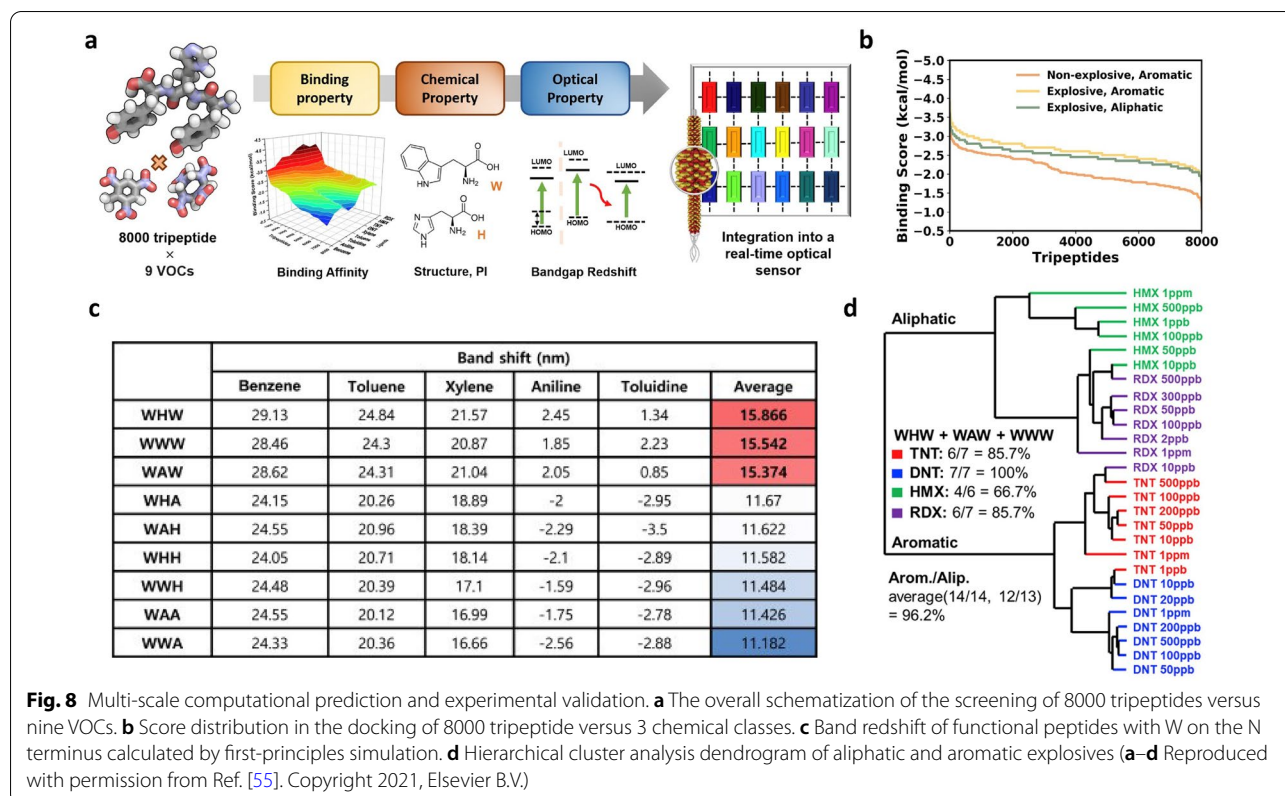 a
Binding property
Chemical Property
Optical Property
8000 tripeptide
×
9 VOCs
Binding Affinity
O
OH
NH₂
N H
W
O
OH
NH₂
N
HN
H
Structure, PI
LUMO
LUMO
LUMO
HOMO
HOMO
HOMO
Bandgap Redshift
Integration into a
real-time optical
sensor
b
Binding Score (kcal/mol)
−5.0
−4.5
−3.8
−3.0
−2.5
−2.0
−1.5
−1.0
−0.5
Non-explosive, Aromatic
Explosive, Aromatic
Explosive, Aliphatic
0 2000 4000 6000 8000
Tripeptides
c
Band shift (nm)
Benzene Toluene Xylene Aniline Toluidine Average
WHW 29.13 24.84 21.57 2.45 1.34 15.866
WWW 28.46 24.3 20.87 1.85 2.23 15.542
WAW 28.62 24.31 21.04 2.05 0.85 15.374
WHA 24.15 20.26 18.89 -2 -2.95 11.67
WAH 24.55 20.96 18.39 -2.29 -3.5 11.622
WHH 24.05 20.71 18.14 -2.1 -2.89 11.582
WWH 24.48 20.39 17.1 -1.59 -2.96 11.484
WAA 24.55 20.12 16.99 -1.75 -2.78 11.426
WWA 24.33 20.36 16.66 -2.56 -2.88 11.182
d
Aliphatic
HMX 1ppm
HMX 500ppb
HMX 1ppb
HMX 100ppb
HMX 50ppb
HMX 10ppb
RDX 500ppb
RDX 300ppb
RDX 50ppb
RDX 100ppb
RDX 2ppb
RDX 1ppm
RDX 10ppb
TNT 500ppb
TNT 100ppb
TNT 200ppb
TNT 50ppb
TNT 10ppb
TNT 1ppm
TNT 1ppb
DNT 10ppb
DNT 20ppb
DNT 1ppm
DNT 200ppb
DNT 500ppb
DNT 100ppb
DNT 50ppb
WHW + WAW + WWW
TNT: 6/7 = 85.7%
DNT: 7/7 = 100%
HMX: 4/6 = 66.7%
RDX: 6/7 = 85.7%
Aromatic
Arom./Alip.
average(14/14, 12/13)
= 96.2%
Fig. 8 Multi-scale computational prediction and experimental validation. a The overall schematization of the screening of 8000 tripeptides versus
nine VOCs. b Score distribution in the docking of 8000 tripeptide versus 3 chemical classes. c Band redshift of functional peptides with W on the N
terminus calculated by first-principles simulation. d Hierarchical cluster analysis dendrogram of aliphatic and aromatic explosives (a–d Reproduced
with permission from Ref. [55]. Copyright 2021, Elsevier B.V.)